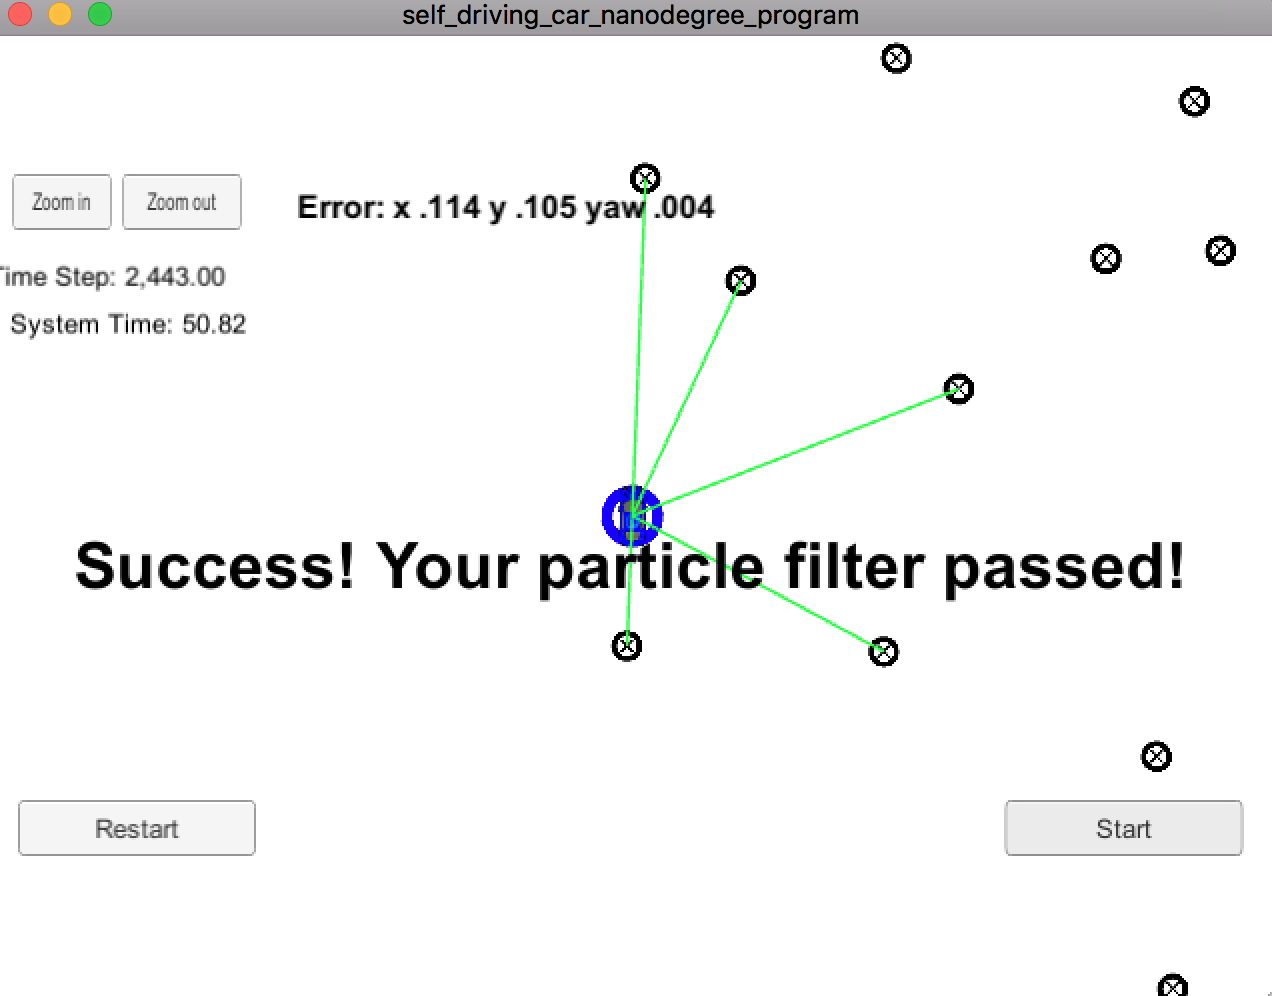 self_driving_car_nanodegree_program
Zoom in
Zoom out
Error: x .114 y .105 yaw .004
Time Step: 2,443.00
System Time: 50.82
Success! Your particle filter passed!
Restart
Start